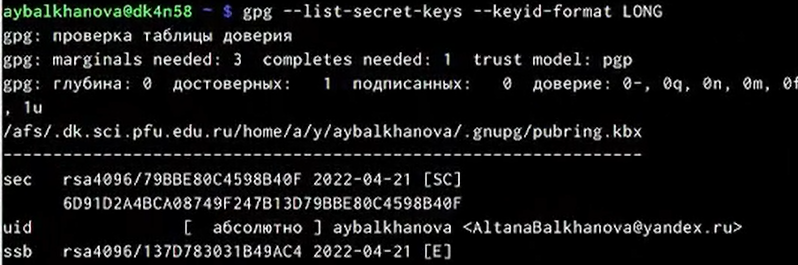 aybalkhanova@dk4n58 ~ $ gpg --list-secret-keys --keyid-format LONG
gpg: проверка таблицы доверия
gpg: marginals needed: 3  completes needed: 1  trust model: pgp
gpg: глубина: 0  достоверных:   1  подписанных:   0  доверие: 0-, 0q, 0n, 0m, 0f
, 1u
/afs/.dk.sci.pfu.edu.ru/home/a/y/aybalkhanova/.gnupg/pubring.kbx
----------------------------------------------------------------
sec   rsa4096/79BBE80C4598B40F 2022-04-21 [SC]
      6D91D2A4BCA08749F247B13D79BBE80C4598B40F
uid                 [  абсолютно ] aybalkhanova <AltanaBalkhanova@yandex.ru>
ssb   rsa4096/137D783031B49AC4 2022-04-21 [E]